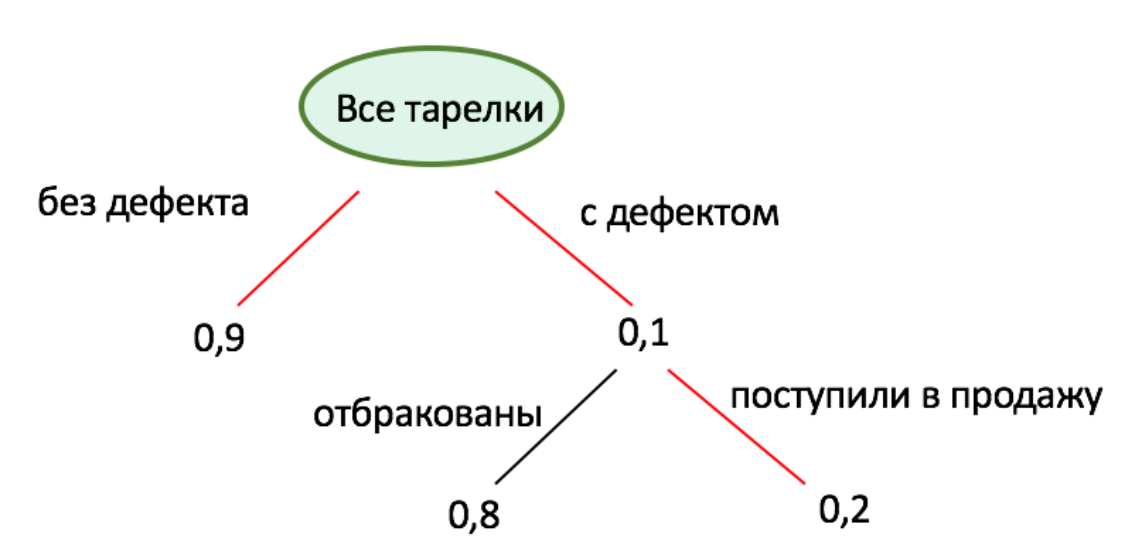 Все тарелки
без дефекта
с дефектом
0,9
0,1
отбракованы
поступили в продажу
0,8
0,2